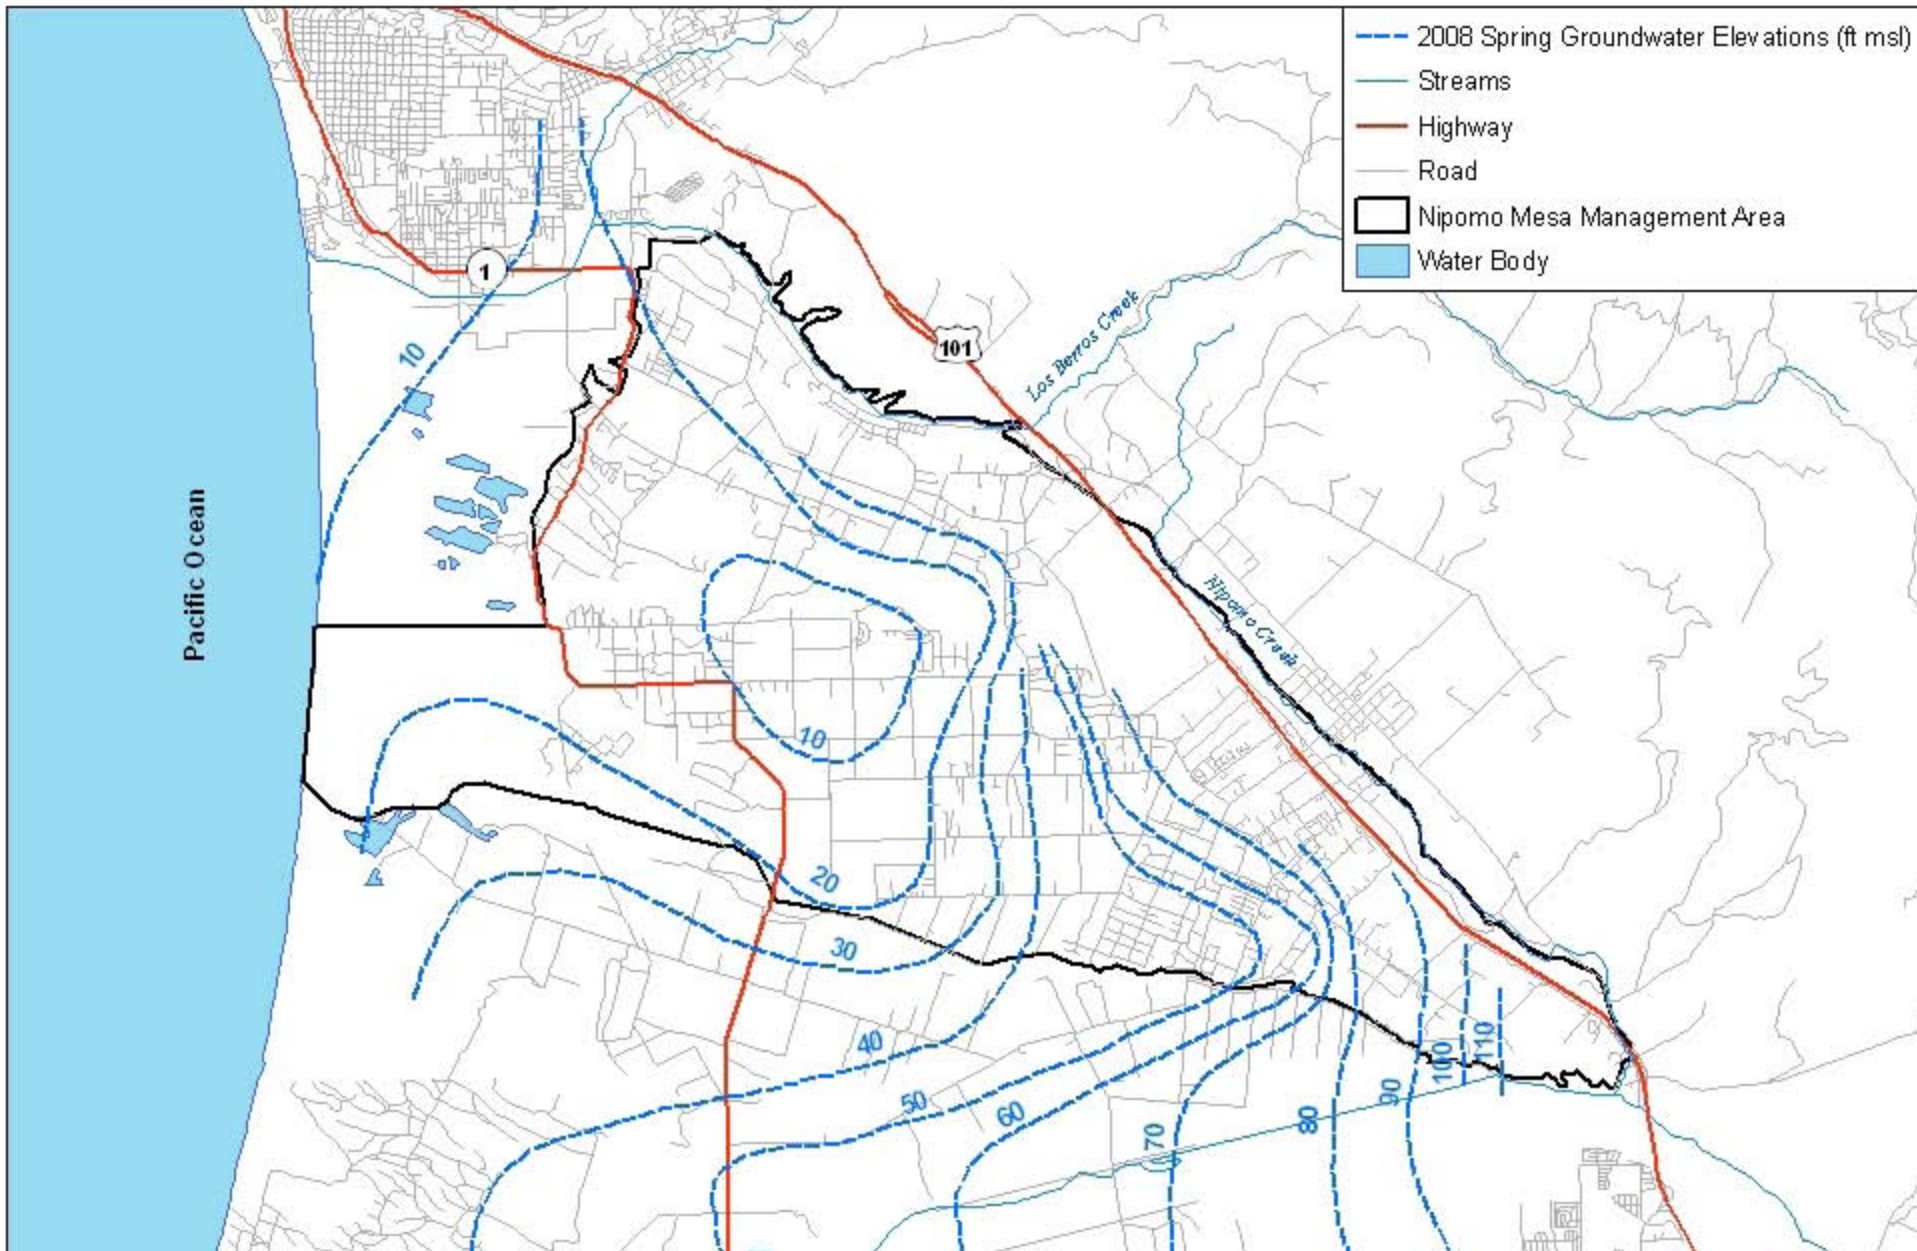 2008 Spring Groundwater Elevations (ft msl)
Streams
Highway
Road
Nipomo Mesa Management Area
Water Body
1
101
Los Berros Creek
10
Pacific Ocean
Nipomo Creek
10
20
30
40
50
60
70
80
90
100
110